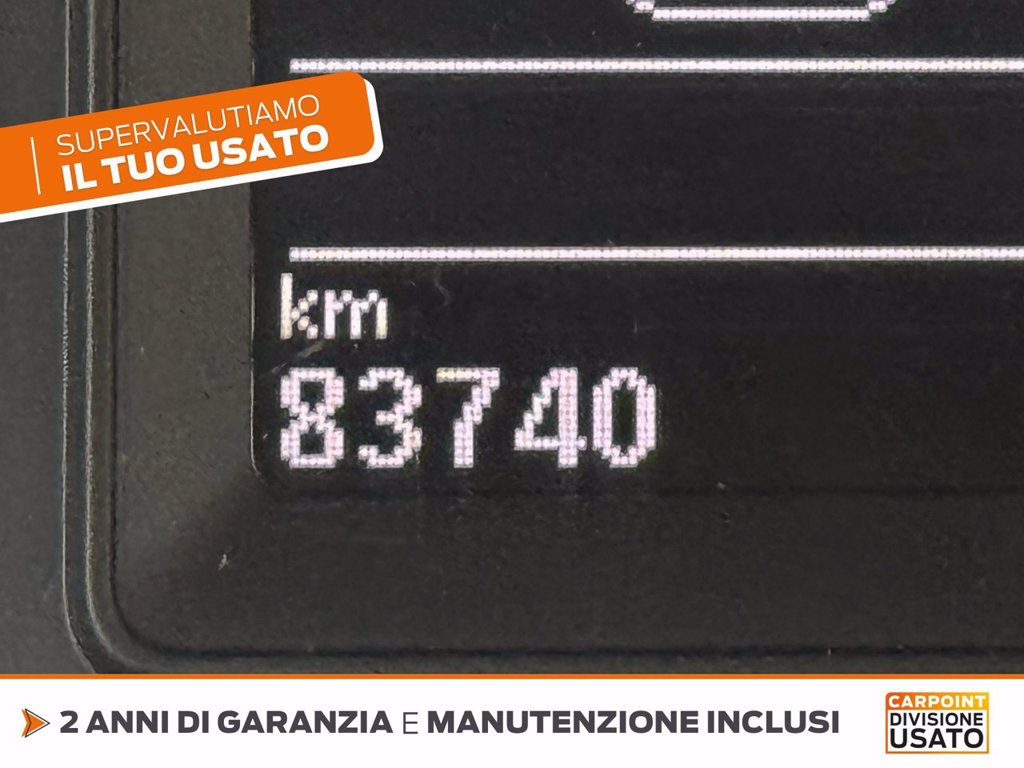 SUPERVALUTIAMO
IL TUO USATO
km
83740
2 ANNI DI GARANZIA E MANUTENZIONE INCLUSI
CARPOINT
DIVISIONE
USATO